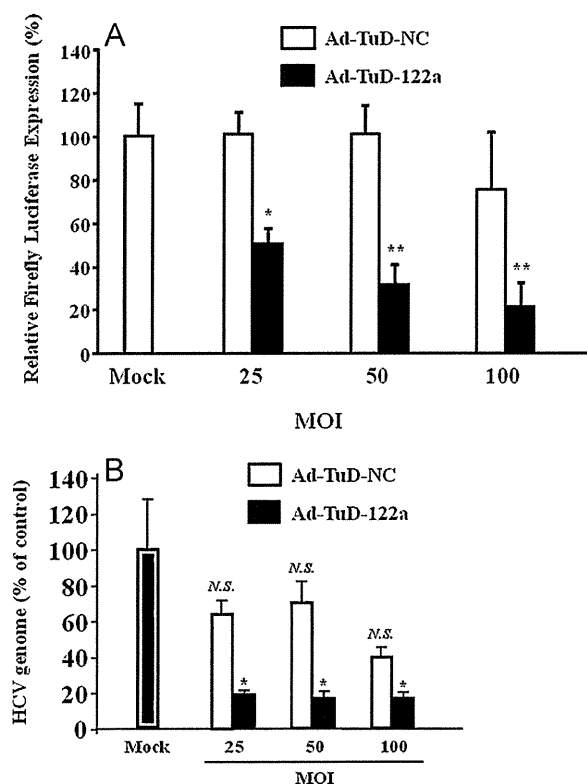 A
Ad-TuD-NC
Ad-TuD-122a
Relative Firefly Luciferase Expression (%)
140
120
100
80
60
40
20
0
*
**
**
Mock 25 50 100
MOI
B
Ad-TuD-NC
Ad-TuD-122a
HCV genome (% of control)
140
120
100
80
60
40
20
0
N.S. N.S. N.S.
* * *
Mock 25 50 100
MOI